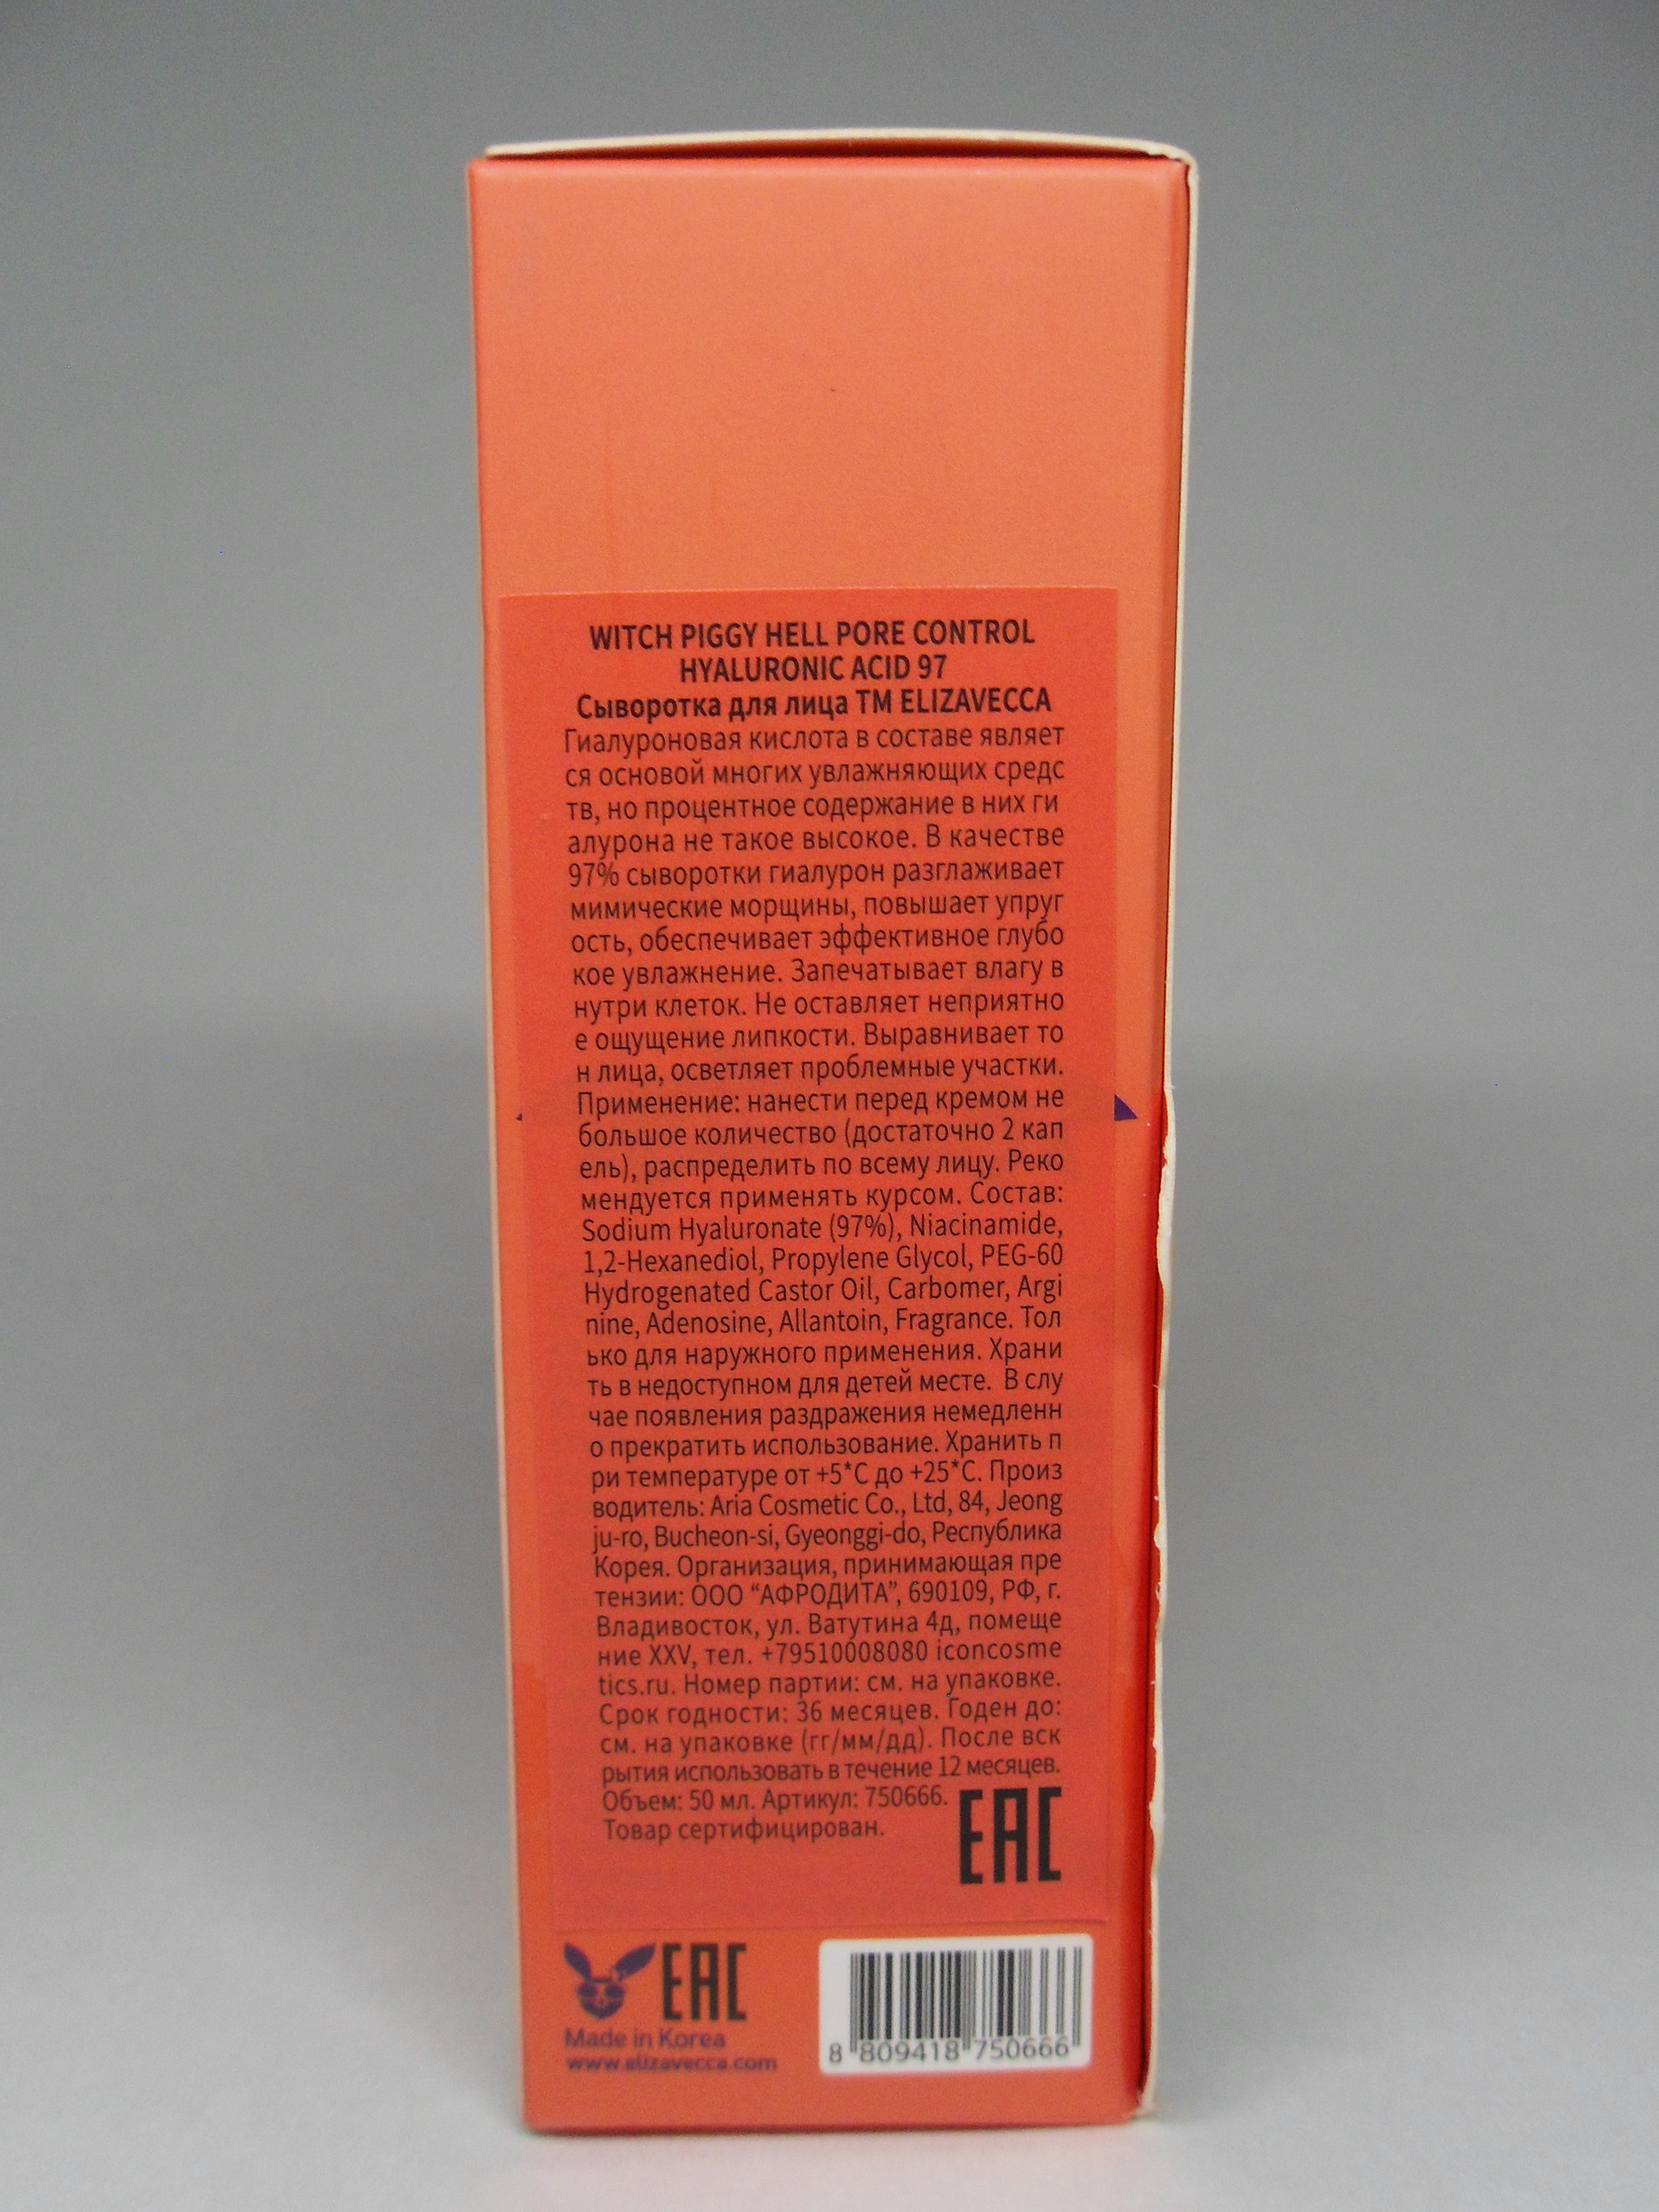 WITCH PIGGY HELL PORE CONTROL
HYALURONIC ACID 97
Сыворотка для лица ТМ ELIZAVECCA
Гиалуроновая кислота в составе являет
ся основой многих увлажняющих средс
тв, но процентное содержание в них ги
алурона не такое высокое. В качестве
97% сыворотки гиалурон разглаживает
мимические морщины, повышает упруг
ость, обеспечивает эффективное глубо
кое увлажнение. Запечатывает влагу в
нутри клеток. Не оставляет неприятно
е ощущение липкости. Выравнивает то
н лица, осветляет проблемные участки.
Применение: нанести перед кремом не
большое количество (достаточно 2 кап
ель), распределить по всему лицу. Реко
мендуется применять курсом. Состав:
Sodium Hyaluronate (97%), Niacinamide,
1,2-Hexanediol, Propylene Glycol, PEG-60
Hydrogenated Castor Oil, Carbomer, Argi
nine, Adenosine, Allantoin, Fragrance. Тол
ько для наружного применения. Храни
ть в недоступном для детей месте. В слу
чае появления раздражения немедленн
о прекратить использование. Хранить п
ри температуре от +5*С до +25*С. Произ
водитель: Aria Cosmetic Co., Ltd, 84, Jeong
ju-ro, Bucheon-si, Gyeonggi-do, Республика
Корея. Организация, принимающая пре
тензии: ООО “АФРОДИТА”, 690109, РФ, г.
Владивосток, ул. Ватутина 4д, помеще
ние XXV, тел. +79510008080 iconcosme
tics.ru. Номер партии: см. на упаковке.
Срок годности: 36 месяцев. Годен до:
см. на упаковке (гг/мм/дд). После вск
рытия использовать в течение 12 месяцев.
Объем: 50 мл. Артикул: 750666.
Товар сертифицирован.
EAC
EAC
Made in Korea
www.elizavecca.com
8 809418 750666